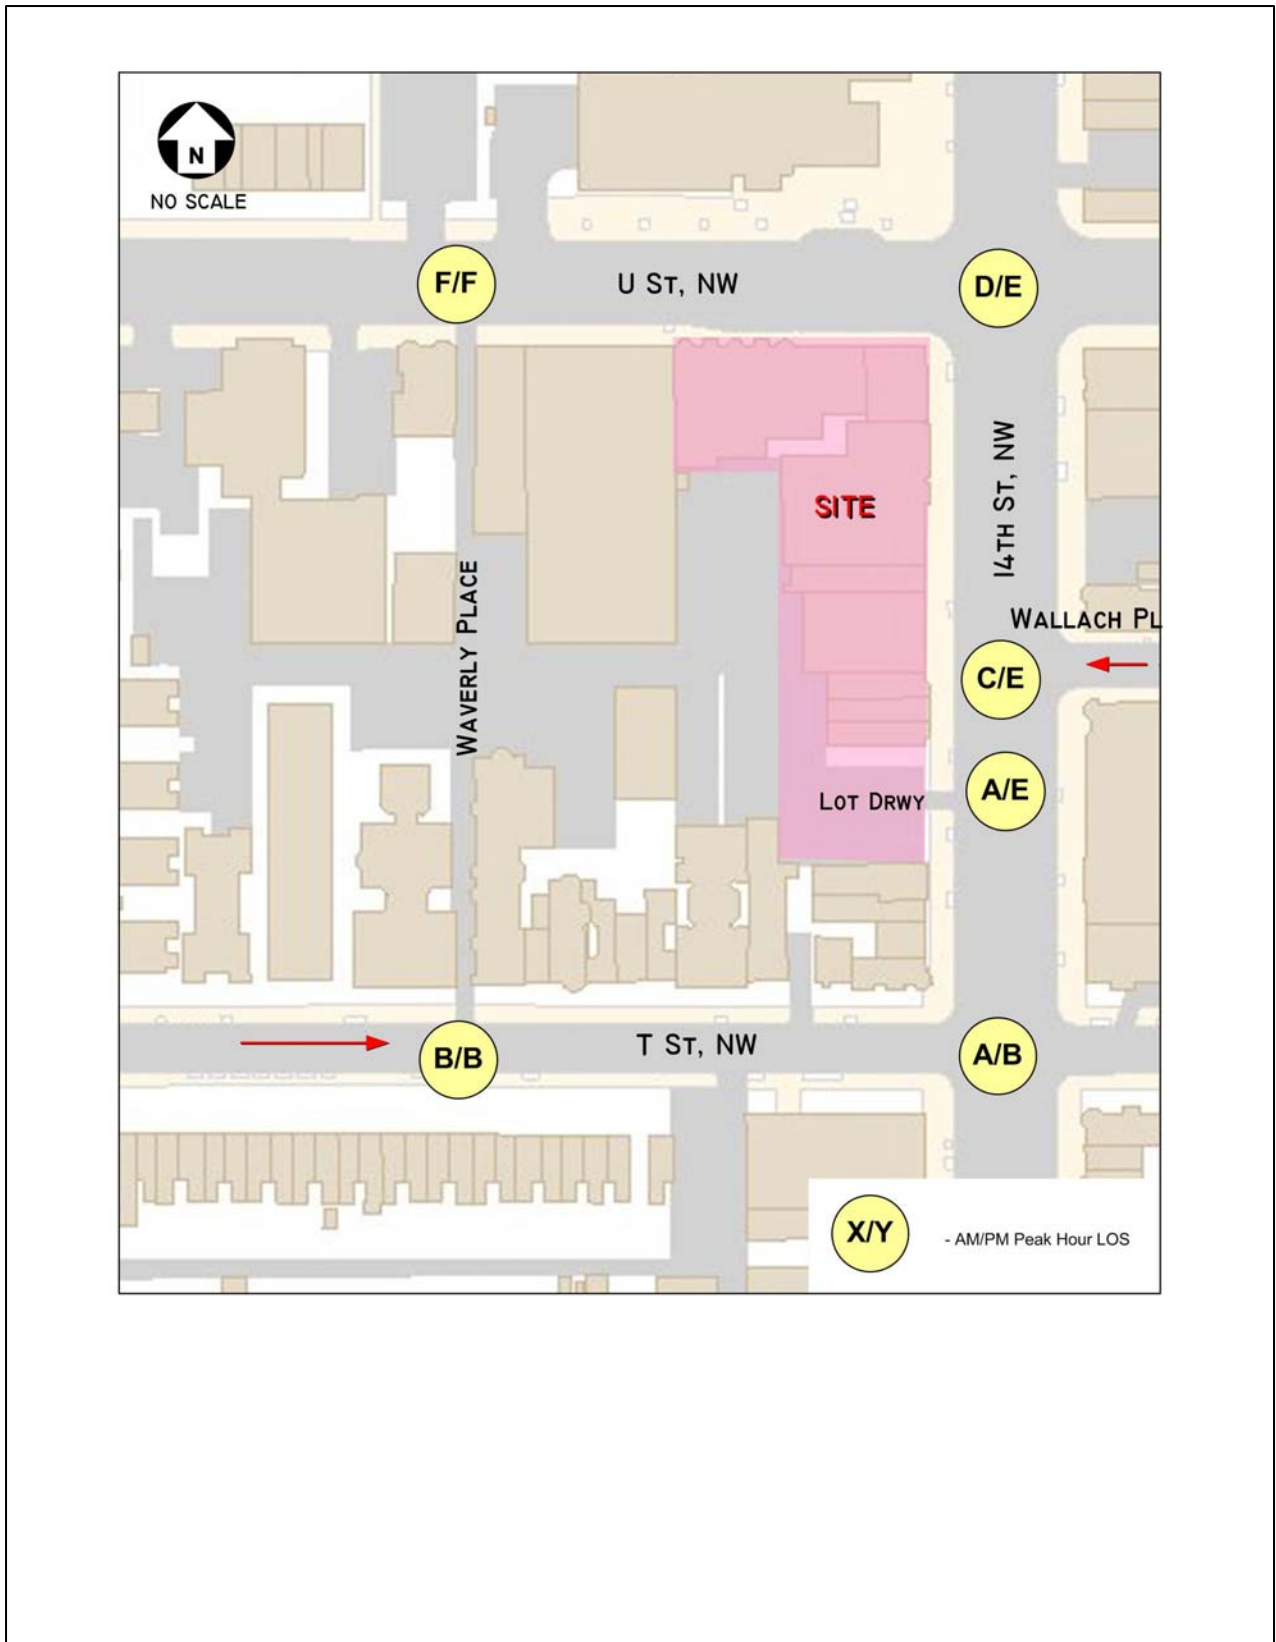 N
NO SCALE
F/F
U ST, NW
D/E
SITE
14TH ST, NW
WAVERLY PLACE
WALLACH PL
C/E
LOT DRWY
A/E
B/B
T ST, NW
A/B
X/Y
- AM/PM Peak Hour LOS